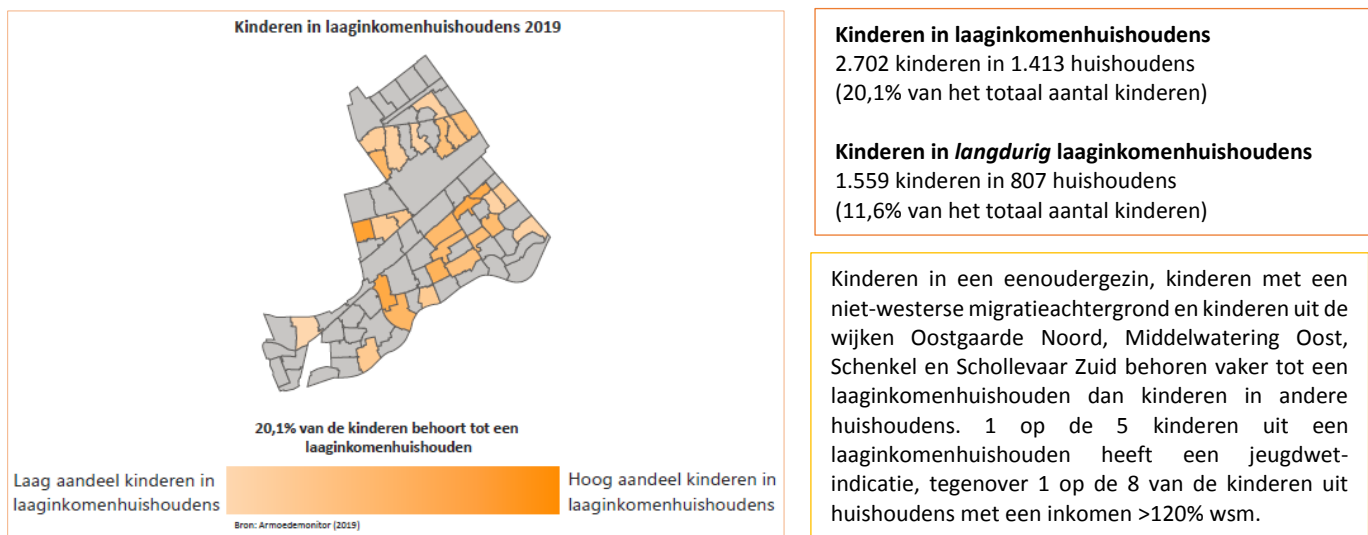 Kinderen in laaginkomenhuishoudens 2019
20,1% van de kinderen behoort tot een
laaginkomenhuishouden
Laag aandeel kinderen in
laaginkomenhuishoudens
Hoog aandeel kinderen in
laaginkomenhuishoudens
Bron: Armoedemonitor (2019)
Kinderen in laaginkomenhuishoudens
2.702 kinderen in 1.413 huishoudens
(20,1% van het totaal aantal kinderen)
Kinderen in langdurig laaginkomenhuishoudens
1.559 kinderen in 807 huishoudens
(11,6% van het totaal aantal kinderen)
Kinderen in een eenoudergezin, kinderen met een
niet-westerse migratieachtergrond en kinderen uit de
wijken Oostgaarde Noord, Middelwatering Oost,
Schenkel en Schollevaar Zuid behoren vaker tot een
laaginkomenhuishouden dan kinderen in andere
huishoudens. 1 op de 5 kinderen uit een
laaginkomenhuishouden heeft een jeugdwet-
indicatie, tegenover 1 op de 8 van de kinderen uit
huishoudens met een inkomen >120% wsm.